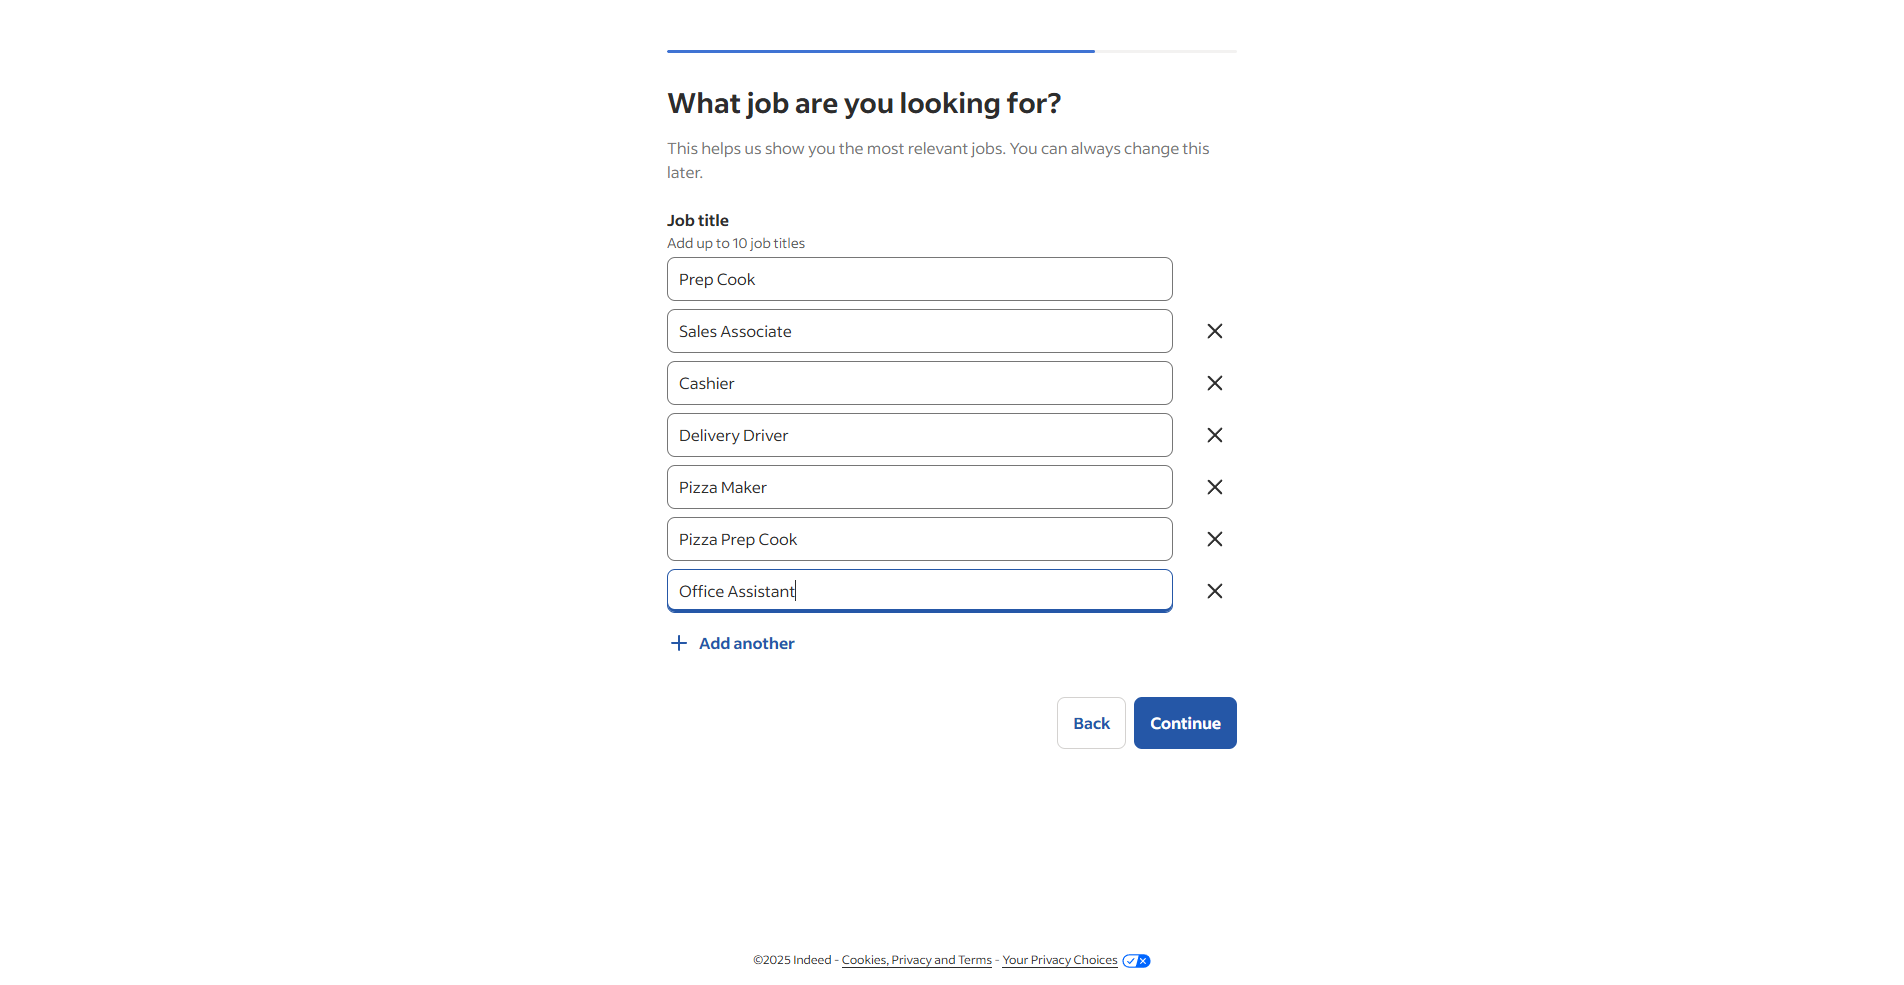 What job are you looking for?
This helps us show you the most relevant jobs. You can always change this
later.
Job title
Add up to 10 job titles
Prep Cook
Sales Associate
Cashier
Delivery Driver
Pizza Maker
Pizza Prep Cook
Office Assistant
Add another
Back
Continue
©2025 Indeed - Cookies, Privacy and Terms - Your Privacy Choices